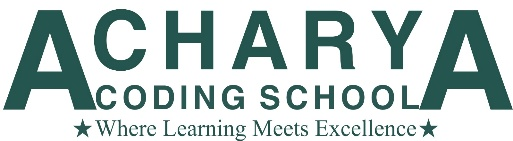 ACHARYA
CODING SCHOOL
★Where Learning Meets Excellence★